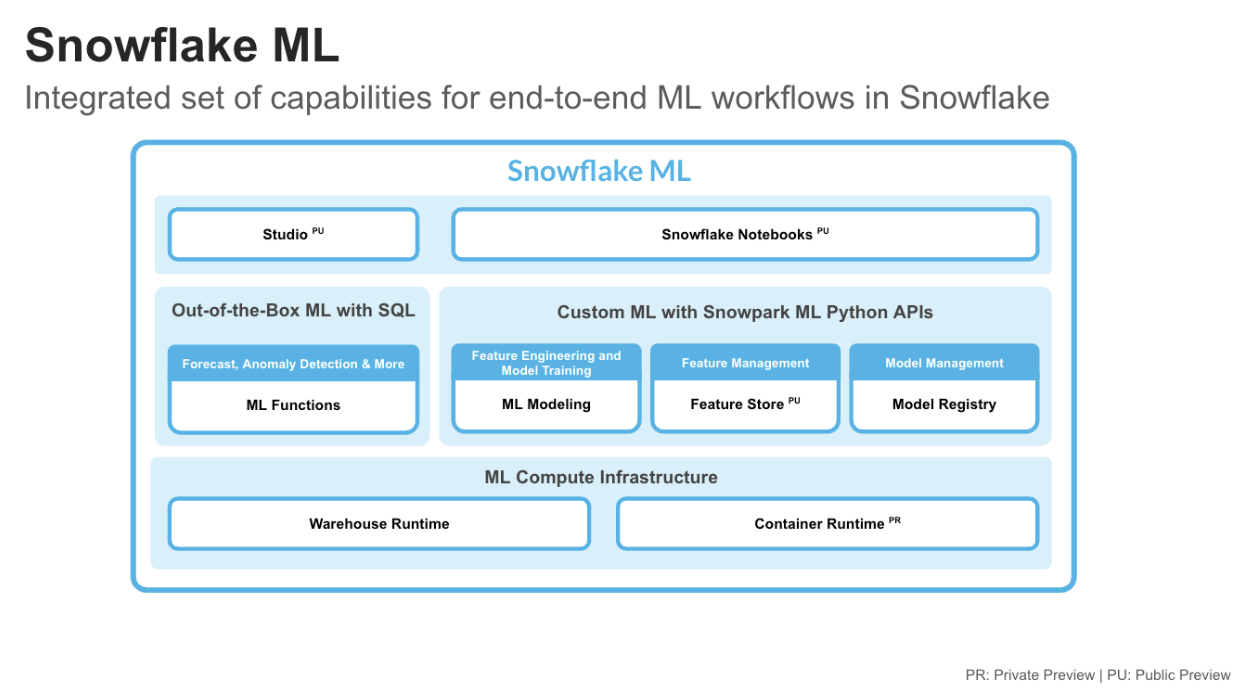 Snowflake ML
Integrated set of capabilities for end-to-end ML workflows in Snowflake
Snowflake ML
Studio PU
Snowflake Notebooks PU
Out-of-the-Box ML with SQL
Forecast, Anomaly Detection & More
ML Functions
Custom ML with Snowpark ML Python APIs
Feature Engineering and
Model Training
ML Modeling
Feature Management
Feature Store PU
Model Management
Model Registry
ML Compute Infrastructure
Warehouse Runtime
Container Runtime PR
PR: Private Preview | PU: Public Preview